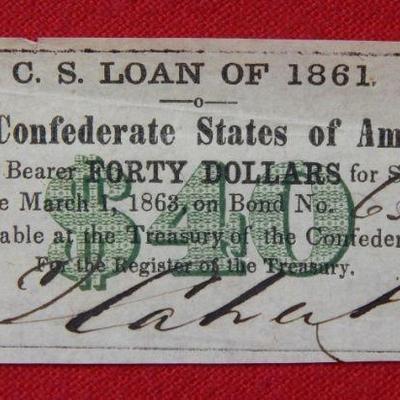 C. S. LOAN OF 1861.
o
Confederate States of Am
Bearer FORTY DOLLARS for S
e March 1, 1863, on Bond No. 6
able at the Treasury of the Confeder
For the Register of the Treasury.
$40